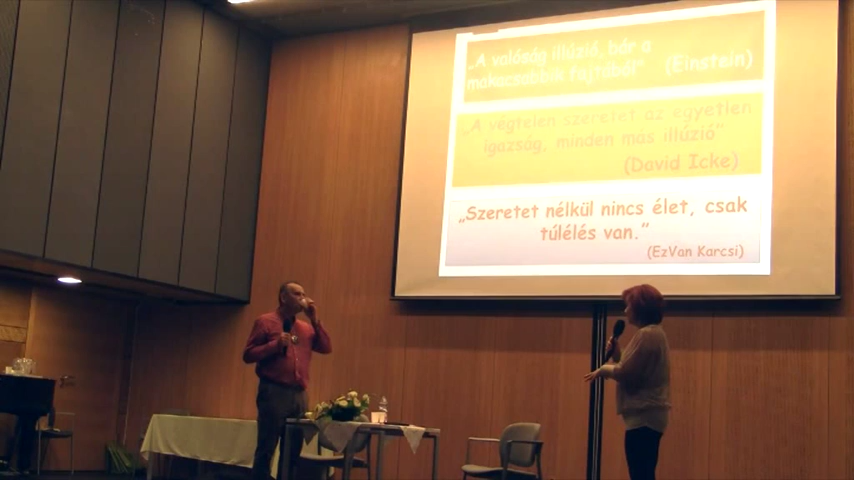 „A valóság illúzió, bár a
makacsabbik fajtából” (Einstein)
„A végtelen szeretet az egyetlen
igazság, minden más illúzió”
(David Icke)
„Szeretet nélkül nincs élet, csak
túlélés van.”
(EzVan Karcsi)